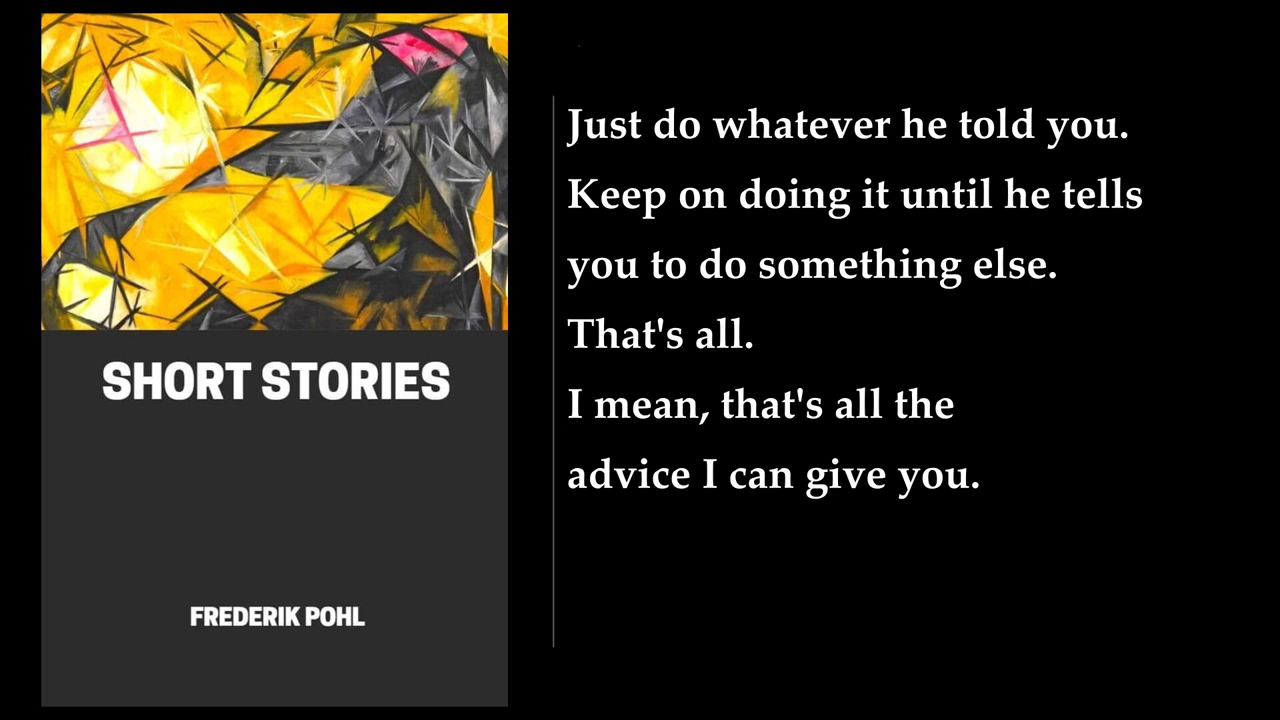 SHORT STORIES
FREDERIK POHL
Just do whatever he told you.
Keep on doing it until he tells
you to do something else.
That's all.
I mean, that's all the
advice I can give you.